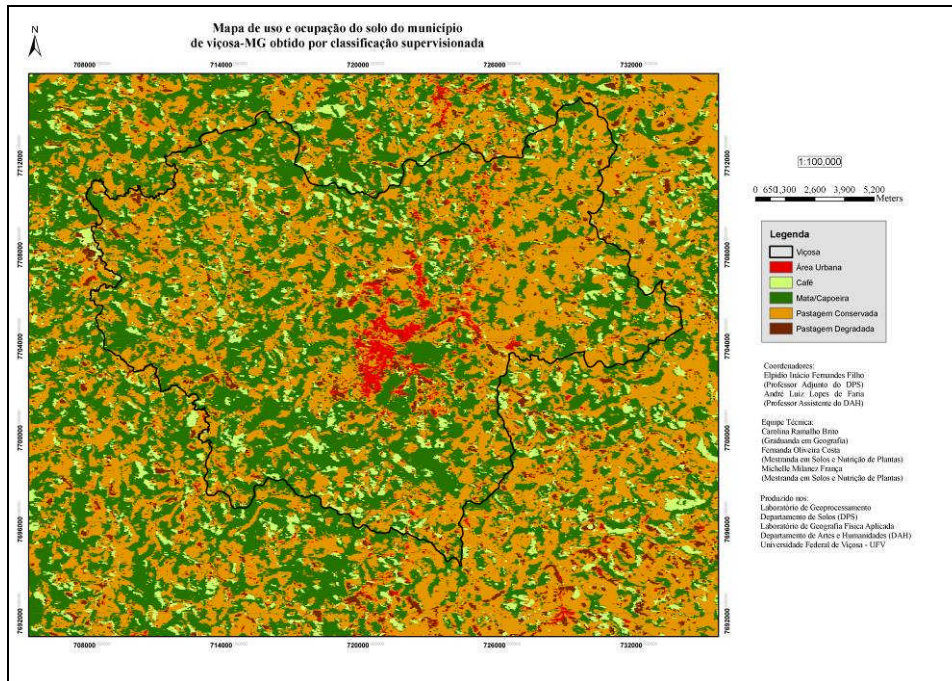 Mapa de uso e ocupação do solo do município
de viçosa-MG obtido por classificação supervisionada
N
708000 714000 720000 726000 732000
7712000 7712000
7708000 7708000
7704000 7704000
7700000 7700000
7696000 7696000
7692000 7692000
708000 714000 720000 726000 732000
1:100,000
0 650 1,300 2,600 3,900 5,200
Meters
Legenda
Viçosa
Área Urbana
Café
Mata/Capoeira
Pastagem Conservada
Pastagem Degradada
Coordenadores:
Elpídio Inácio Fernandes Filho
(Professor Adjunto do DPS)
André Luiz Lopes de Faria
(Professor Assistente do DAH)
Equipe Técnica:
Carolina Ramalho Brito
(Graduanda em Geografia)
Fernanda Oliveira Costa
(Mestranda em Solos e Nutrição de Plantas)
Michelle Milanez França
(Mestranda em Solos e Nutrição de Plantas)
Produzido nos:
Laboratório de Geoprocessamento
Departamento de Solos (DPS)
Laboratório de Geografia Física Aplicada
Departamento de Artes e Humanidades (DAH)
Universidade Federal de Viçosa - UFV